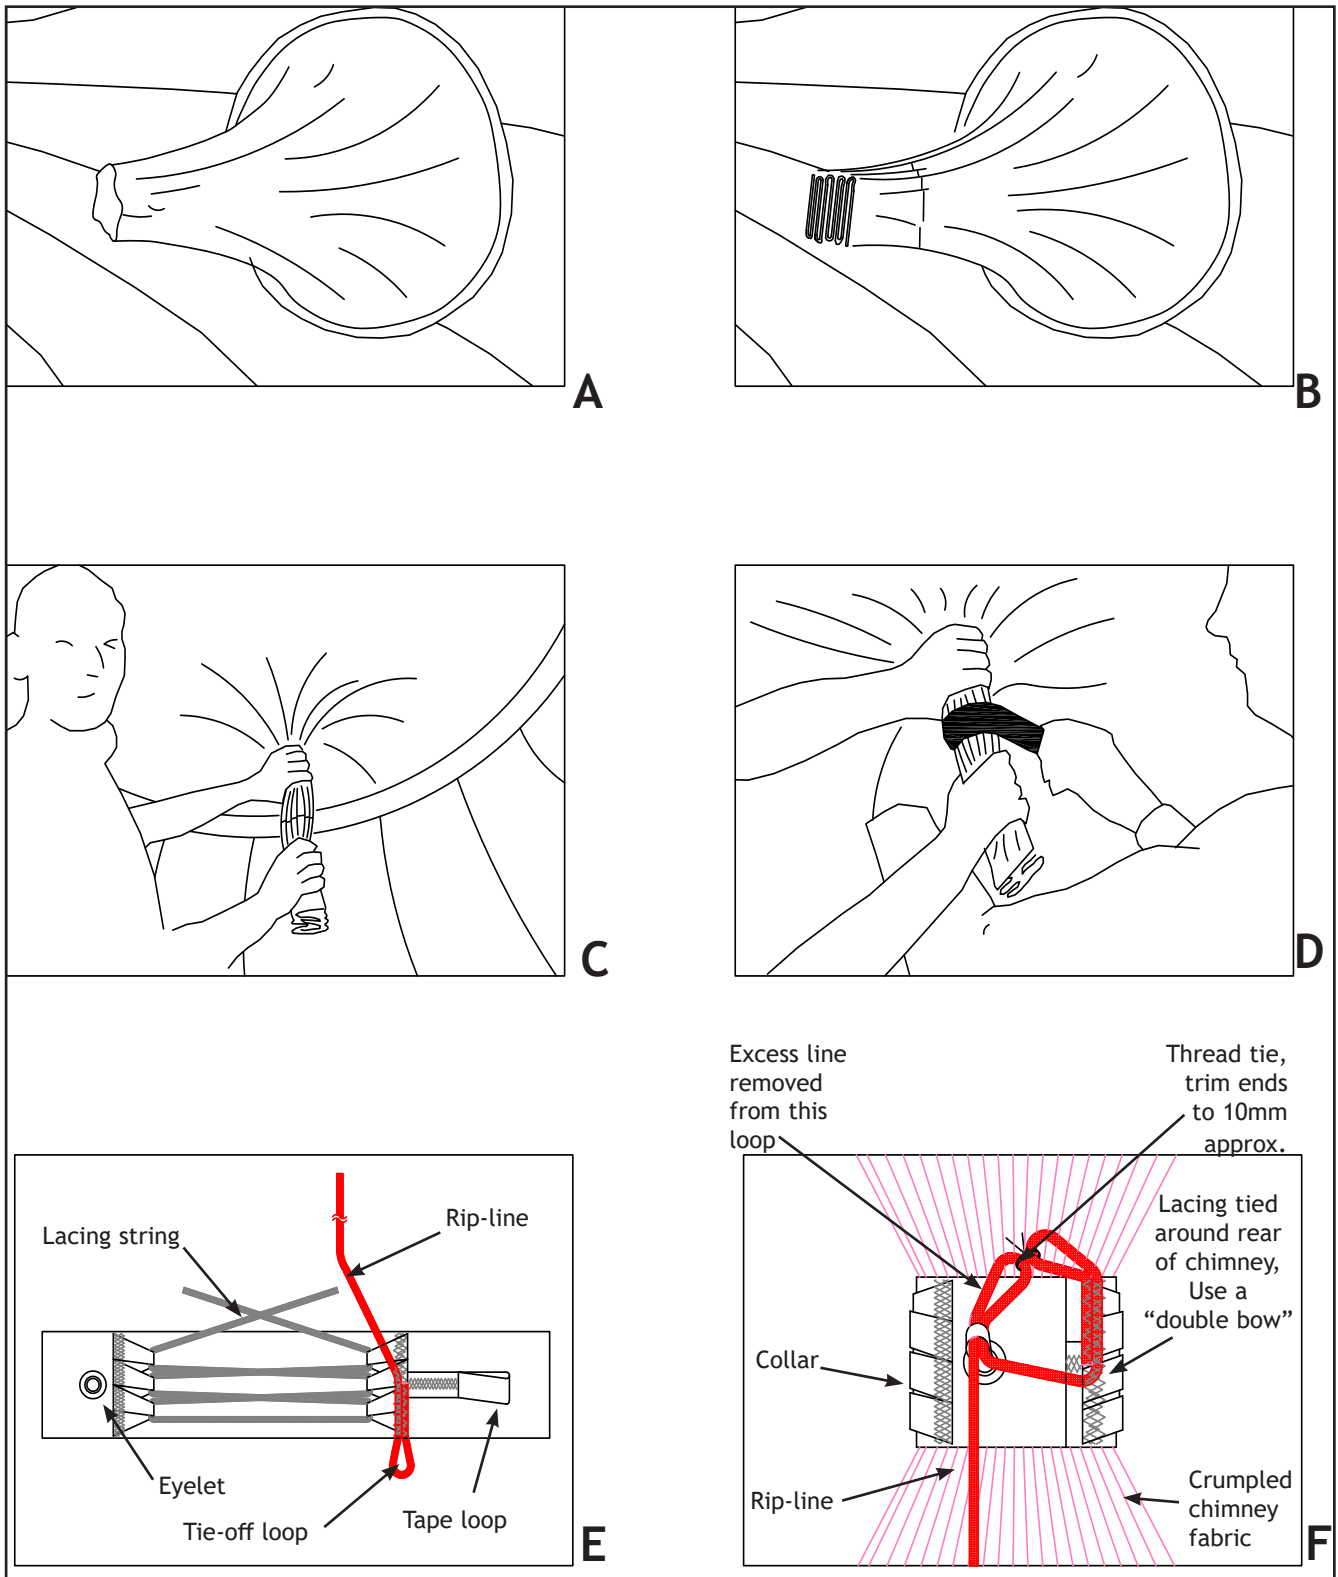 A
B
C
D
Lacing string
Rip-line
Eyelet
Tie-off loop
Tape loop
E
Excess line
removed
from this
loop
Thread tie,
trim ends
to 10mm
approx.
Lacing tied
around rear
of chimney,
Use a
“double bow”
Collar
Rip-line
Crumpled
chimney
fabric
F